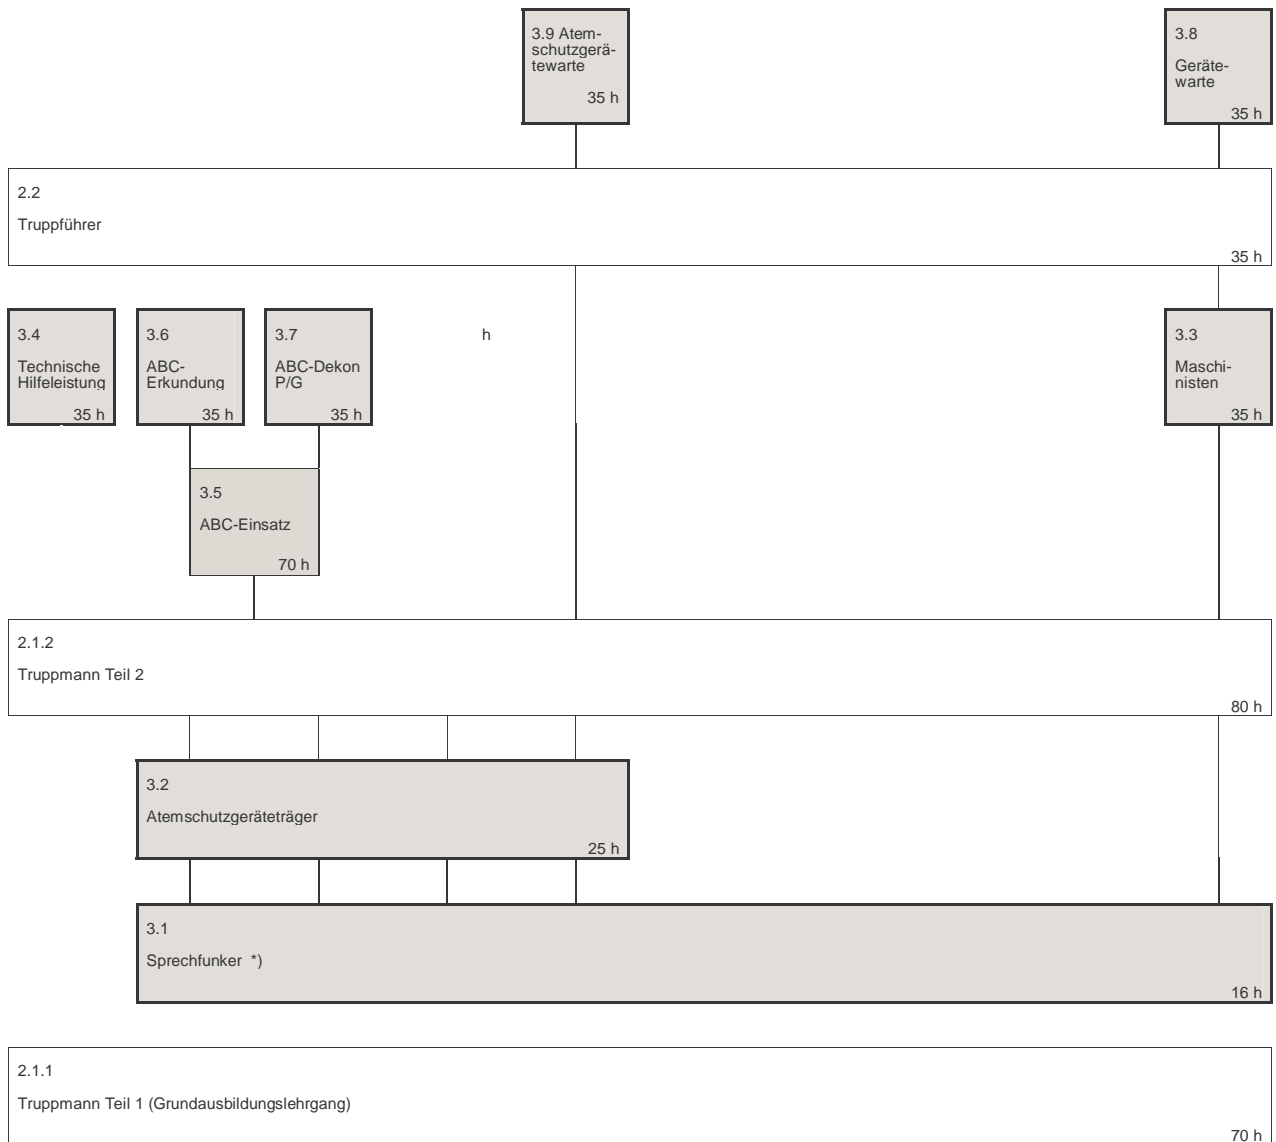 3.9 Atem-
schutzgerä-
tewarte
35 h
3.8
Geräte-
warte
35 h
2.2
Truppführer
35 h
3.4
Technische
Hilfeleistung
35 h
3.6
ABC-
Erkundung
35 h
3.7
ABC-Dekon
P/G
35 h
h
3.3
Maschi-
nisten
35 h
3.5
ABC-Einsatz
70 h
2.1.2
Truppmann Teil 2
80 h
3.2
Atemschutzgeräteträger
25 h
3.1
Sprechfunker *)
16 h
2.1.1
Truppmann Teil 1 (Grundausbildungslehrgang)
70 h